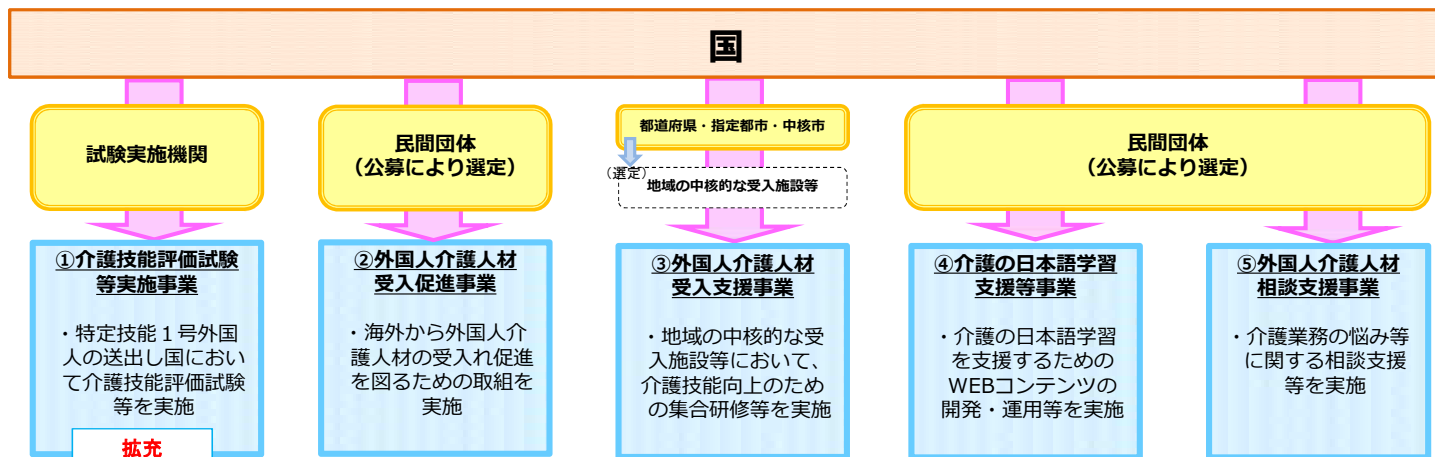 国
試験実施機関
民間団体
（公募により選定）
都道府県・指定都市・中核市
（選定）
地域の中核的な受入施設等
民間団体
（公募により選定）
①介護技能評価試験
等実施事業
・特定技能１号外国
人の送出し国におい
て介護技能評価試験
等を実施
拡充
②外国人介護人材
受入促進事業
・海外から外国人介
護人材の受入れ促進
を図るための取組を
実施
③外国人介護人材
受入支援事業
・地域の中核的な受
入施設等において、
介護技能向上のため
の集合研修等を実施
④介護の日本語学習
支援等事業
・介護の日本語学習
を支援するための
WEBコンテンツの
開発・運用等を実施
⑤外国人介護人材
相談支援事業
・介護業務の悩み等
に関する相談支援
等を実施